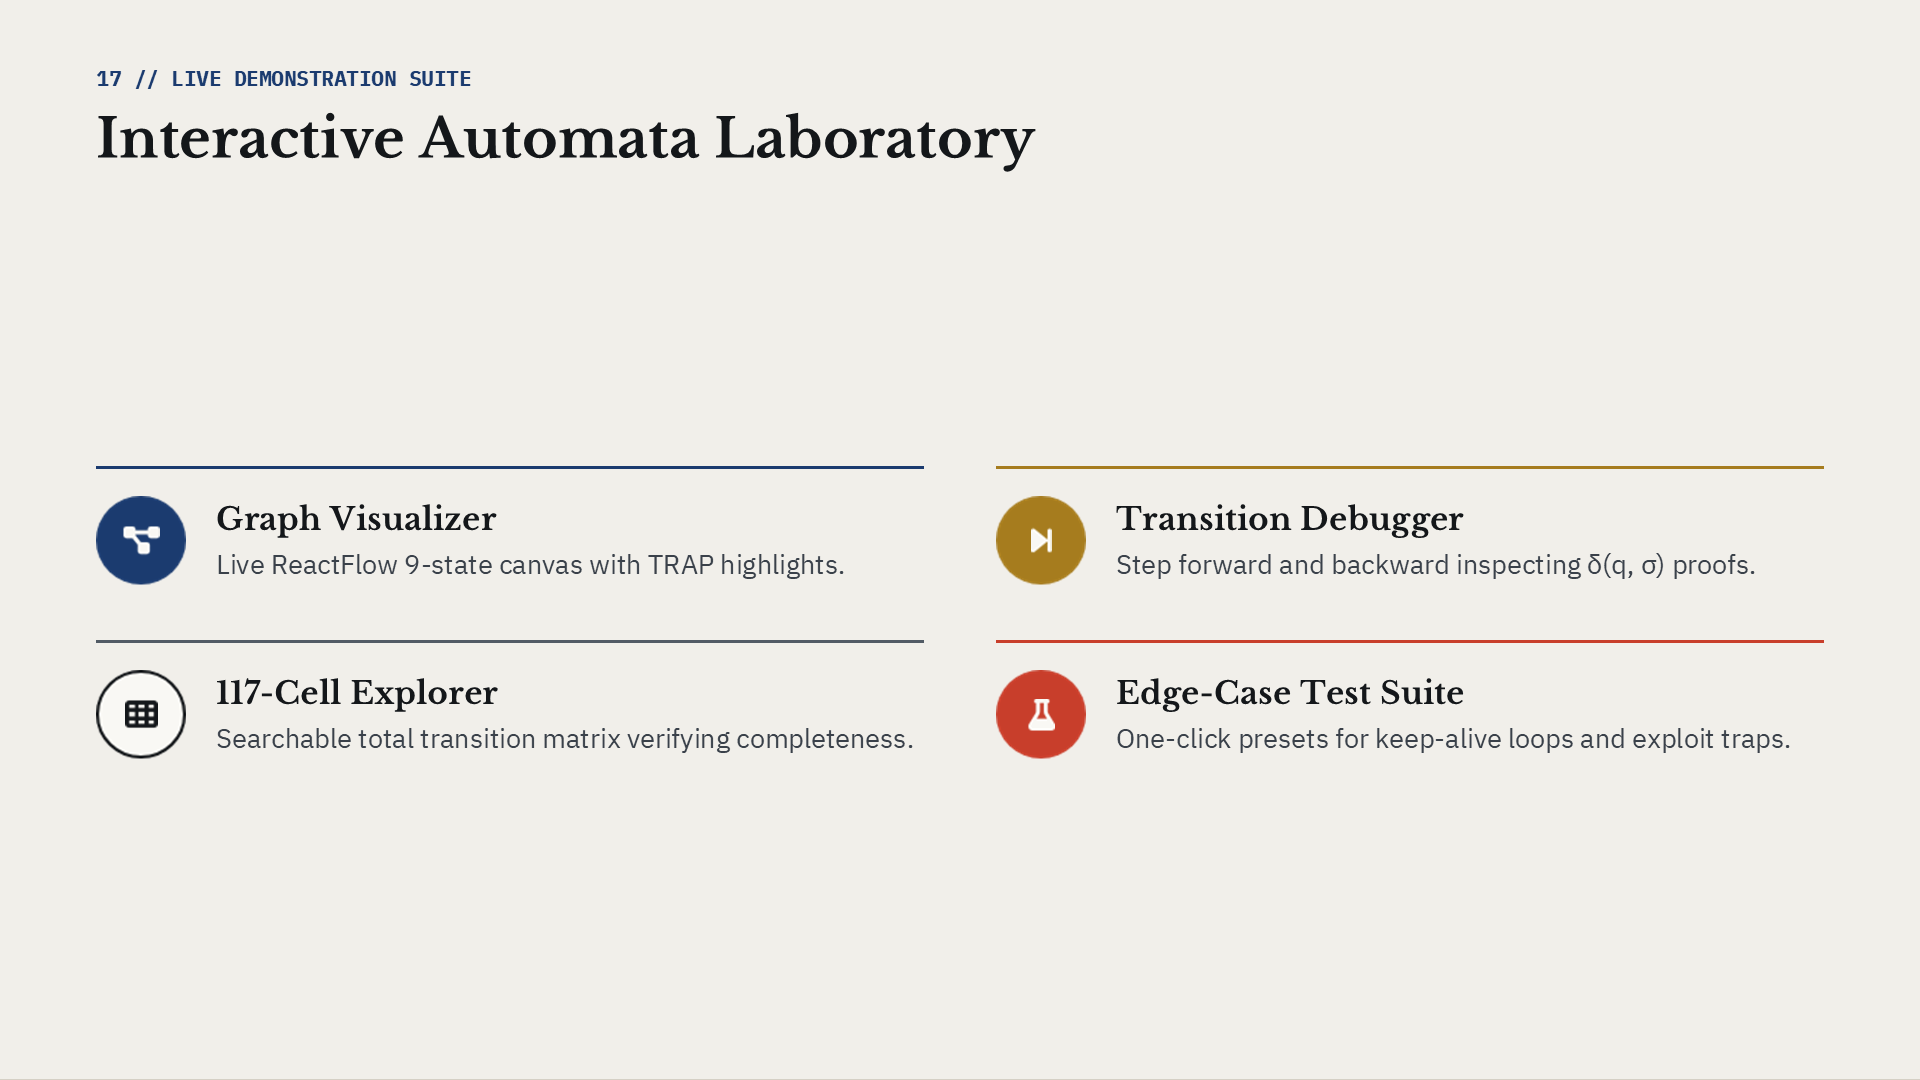 17 // LIVE DEMONSTRATION SUITE
Interactive Automata Laboratory
Graph Visualizer
Live ReactFlow 9-state canvas with TRAP highlights.
Transition Debugger
Step forward and backward inspecting δ(q, σ) proofs.
117-Cell Explorer
Searchable total transition matrix verifying completeness.
Edge-Case Test Suite
One-click presets for keep-alive loops and exploit traps.